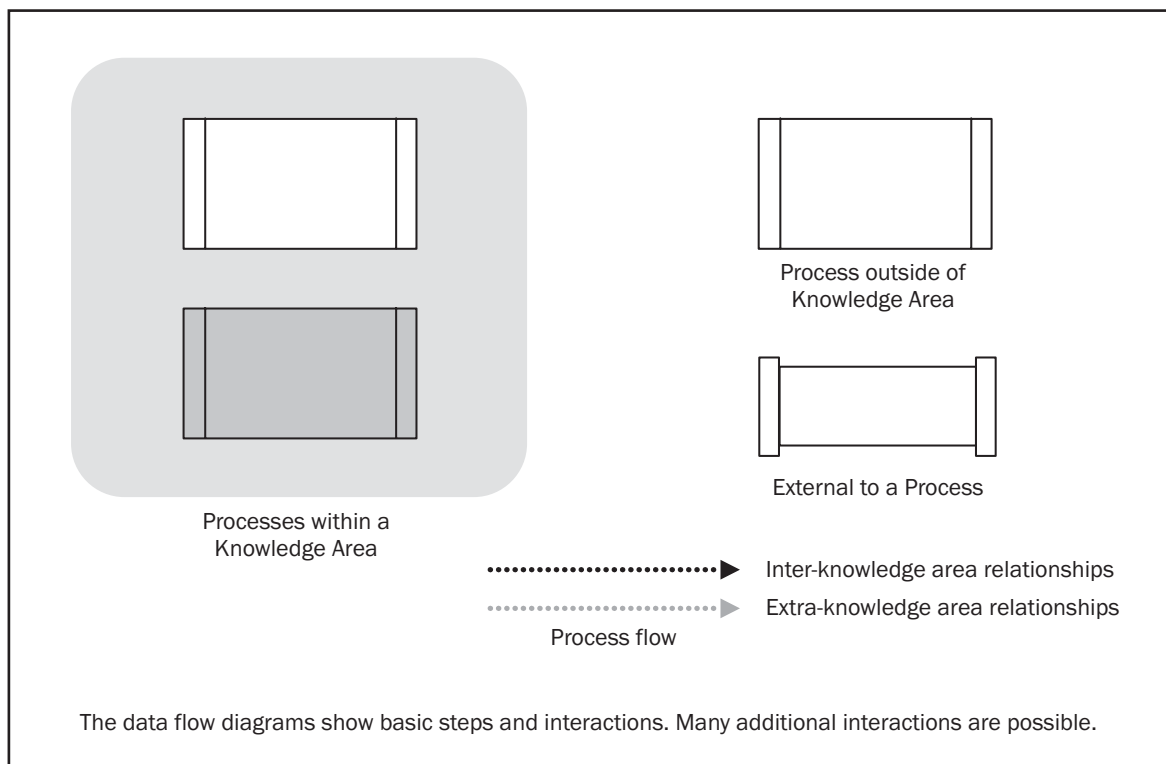 Process outside of
Knowledge Area
External to a Process
Processes within a
Knowledge Area
Inter-knowledge area relationships
Extra-knowledge area relationships
Process flow
The data flow diagrams show basic steps and interactions. Many additional interactions are possible.